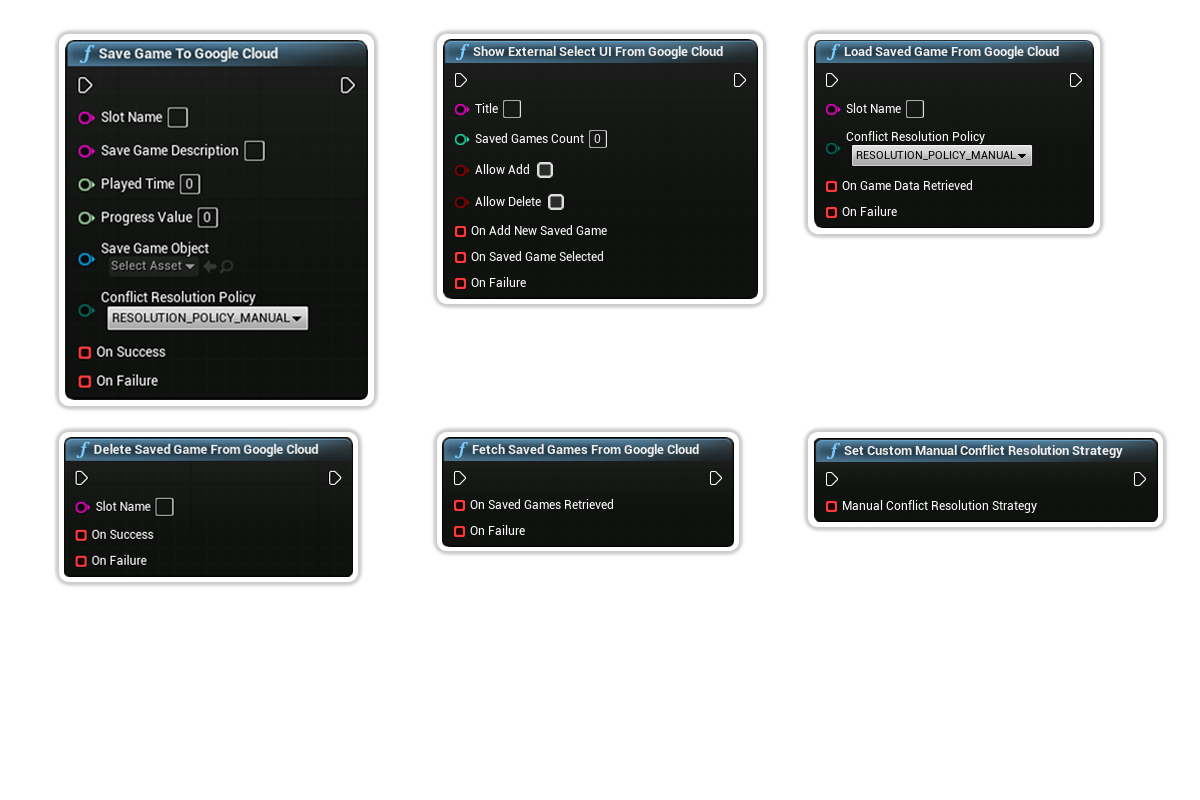 f Save Game To Google Cloud
Slot Name
Save Game Description
Played Time 0
Progress Value 0
Save Game Object
Select Asset
Conflict Resolution Policy
RESOLUTION_POLICY_MANUAL
On Success
On Failure
f Show External Select UI From Google Cloud
Title
Saved Games Count 0
Allow Add
Allow Delete
On Add New Saved Game
On Saved Game Selected
On Failure
f Load Saved Game From Google Cloud
Slot Name
Conflict Resolution Policy
RESOLUTION_POLICY_MANUAL
On Game Data Retrieved
On Failure
f Delete Saved Game From Google Cloud
Slot Name
On Success
On Failure
f Fetch Saved Games From Google Cloud
On Saved Games Retrieved
On Failure
f Set Custom Manual Conflict Resolution Strategy
Manual Conflict Resolution Strategy